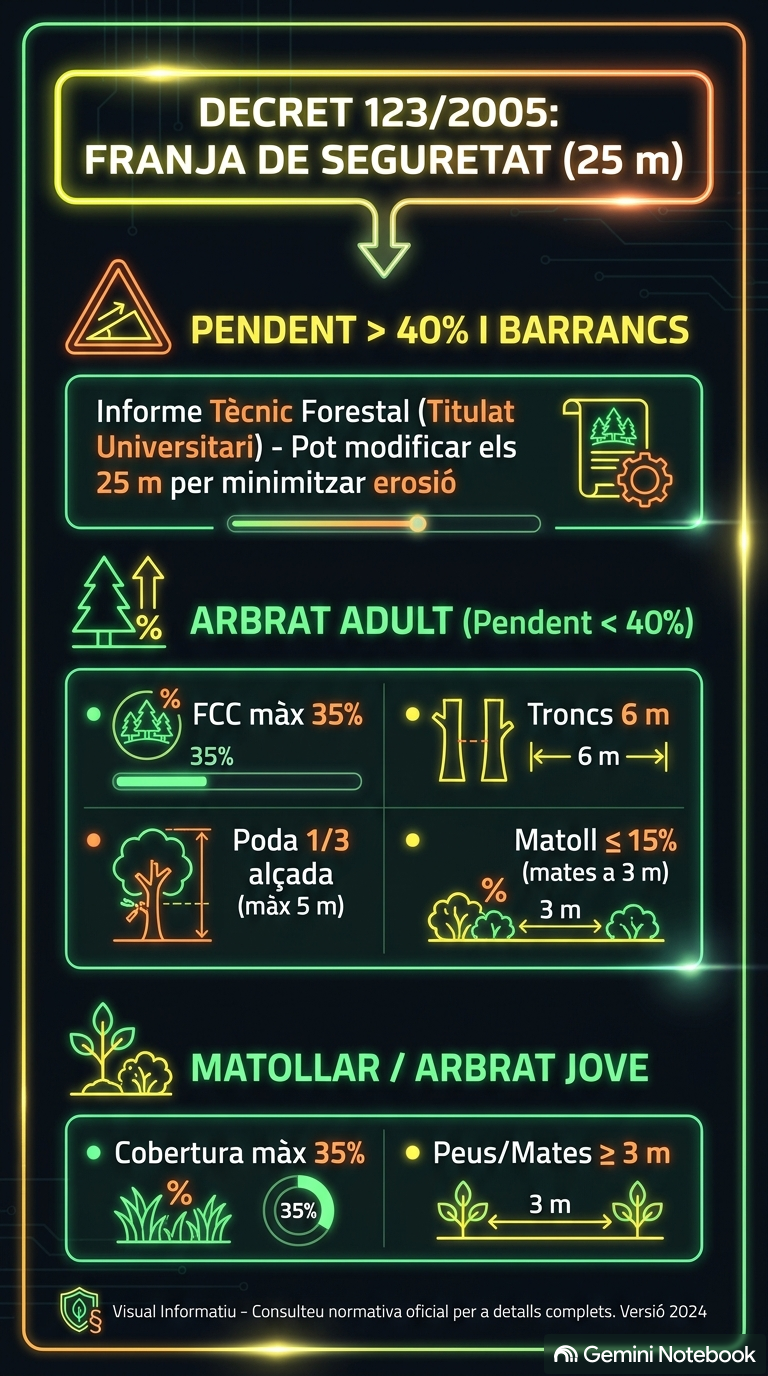 DECRET 123/2005:
FRANJA DE SEGURETAT (25 m)
PENDENT > 40% I BARRANCS
Informe Tècnic Forestal (Titulat
Universitari) - Pot modificar els
25 m per minimitzar erosió
%
ARBRAT ADULT (Pendent < 40%)
%
FCC màx 35%
35%
Troncs 6 m
6 m
Poda 1/3
alçada
(màx 5 m)
Matoll ≤ 15%
(mates a 3 m)
%
3 m
MATOLLAR / ARBRAT JOVE
Cobertura màx 35%
%
35%
Peus/Mates ≥ 3 m
3 m
§
Visual Informatiu - Consulteu normativa oficial per a detalls complets. Versió 2024
Gemini Notebook